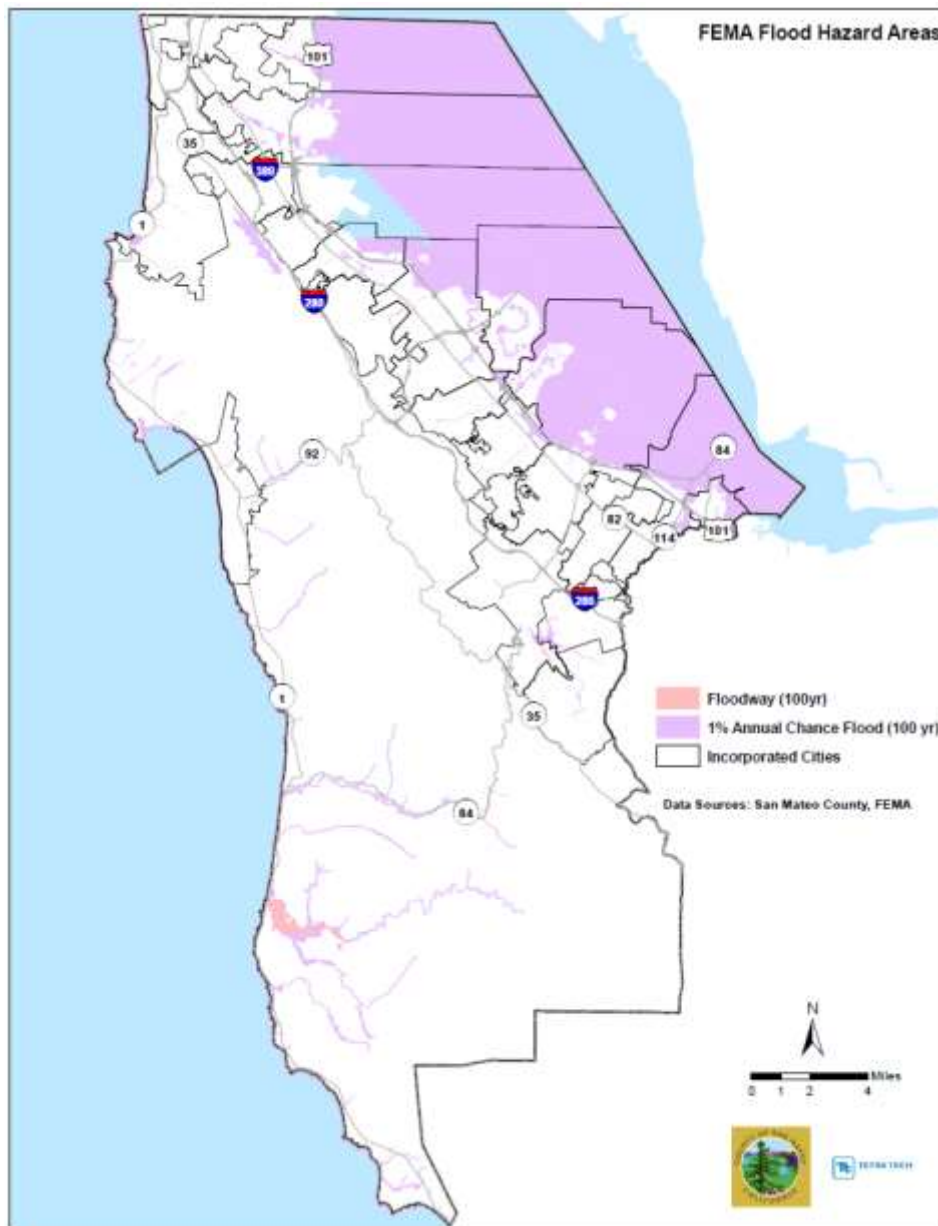 FEMA Flood Hazard Areas
101
35
380
1
280
92
84
82
114
101
280
Floodway (100yr)
1% Annual Chance Flood (100 yr)
1
35
Incorporated Cities
Data Sources: San Mateo County, FEMA
84
N
Miles
0 1 2 4
TETRA TECH